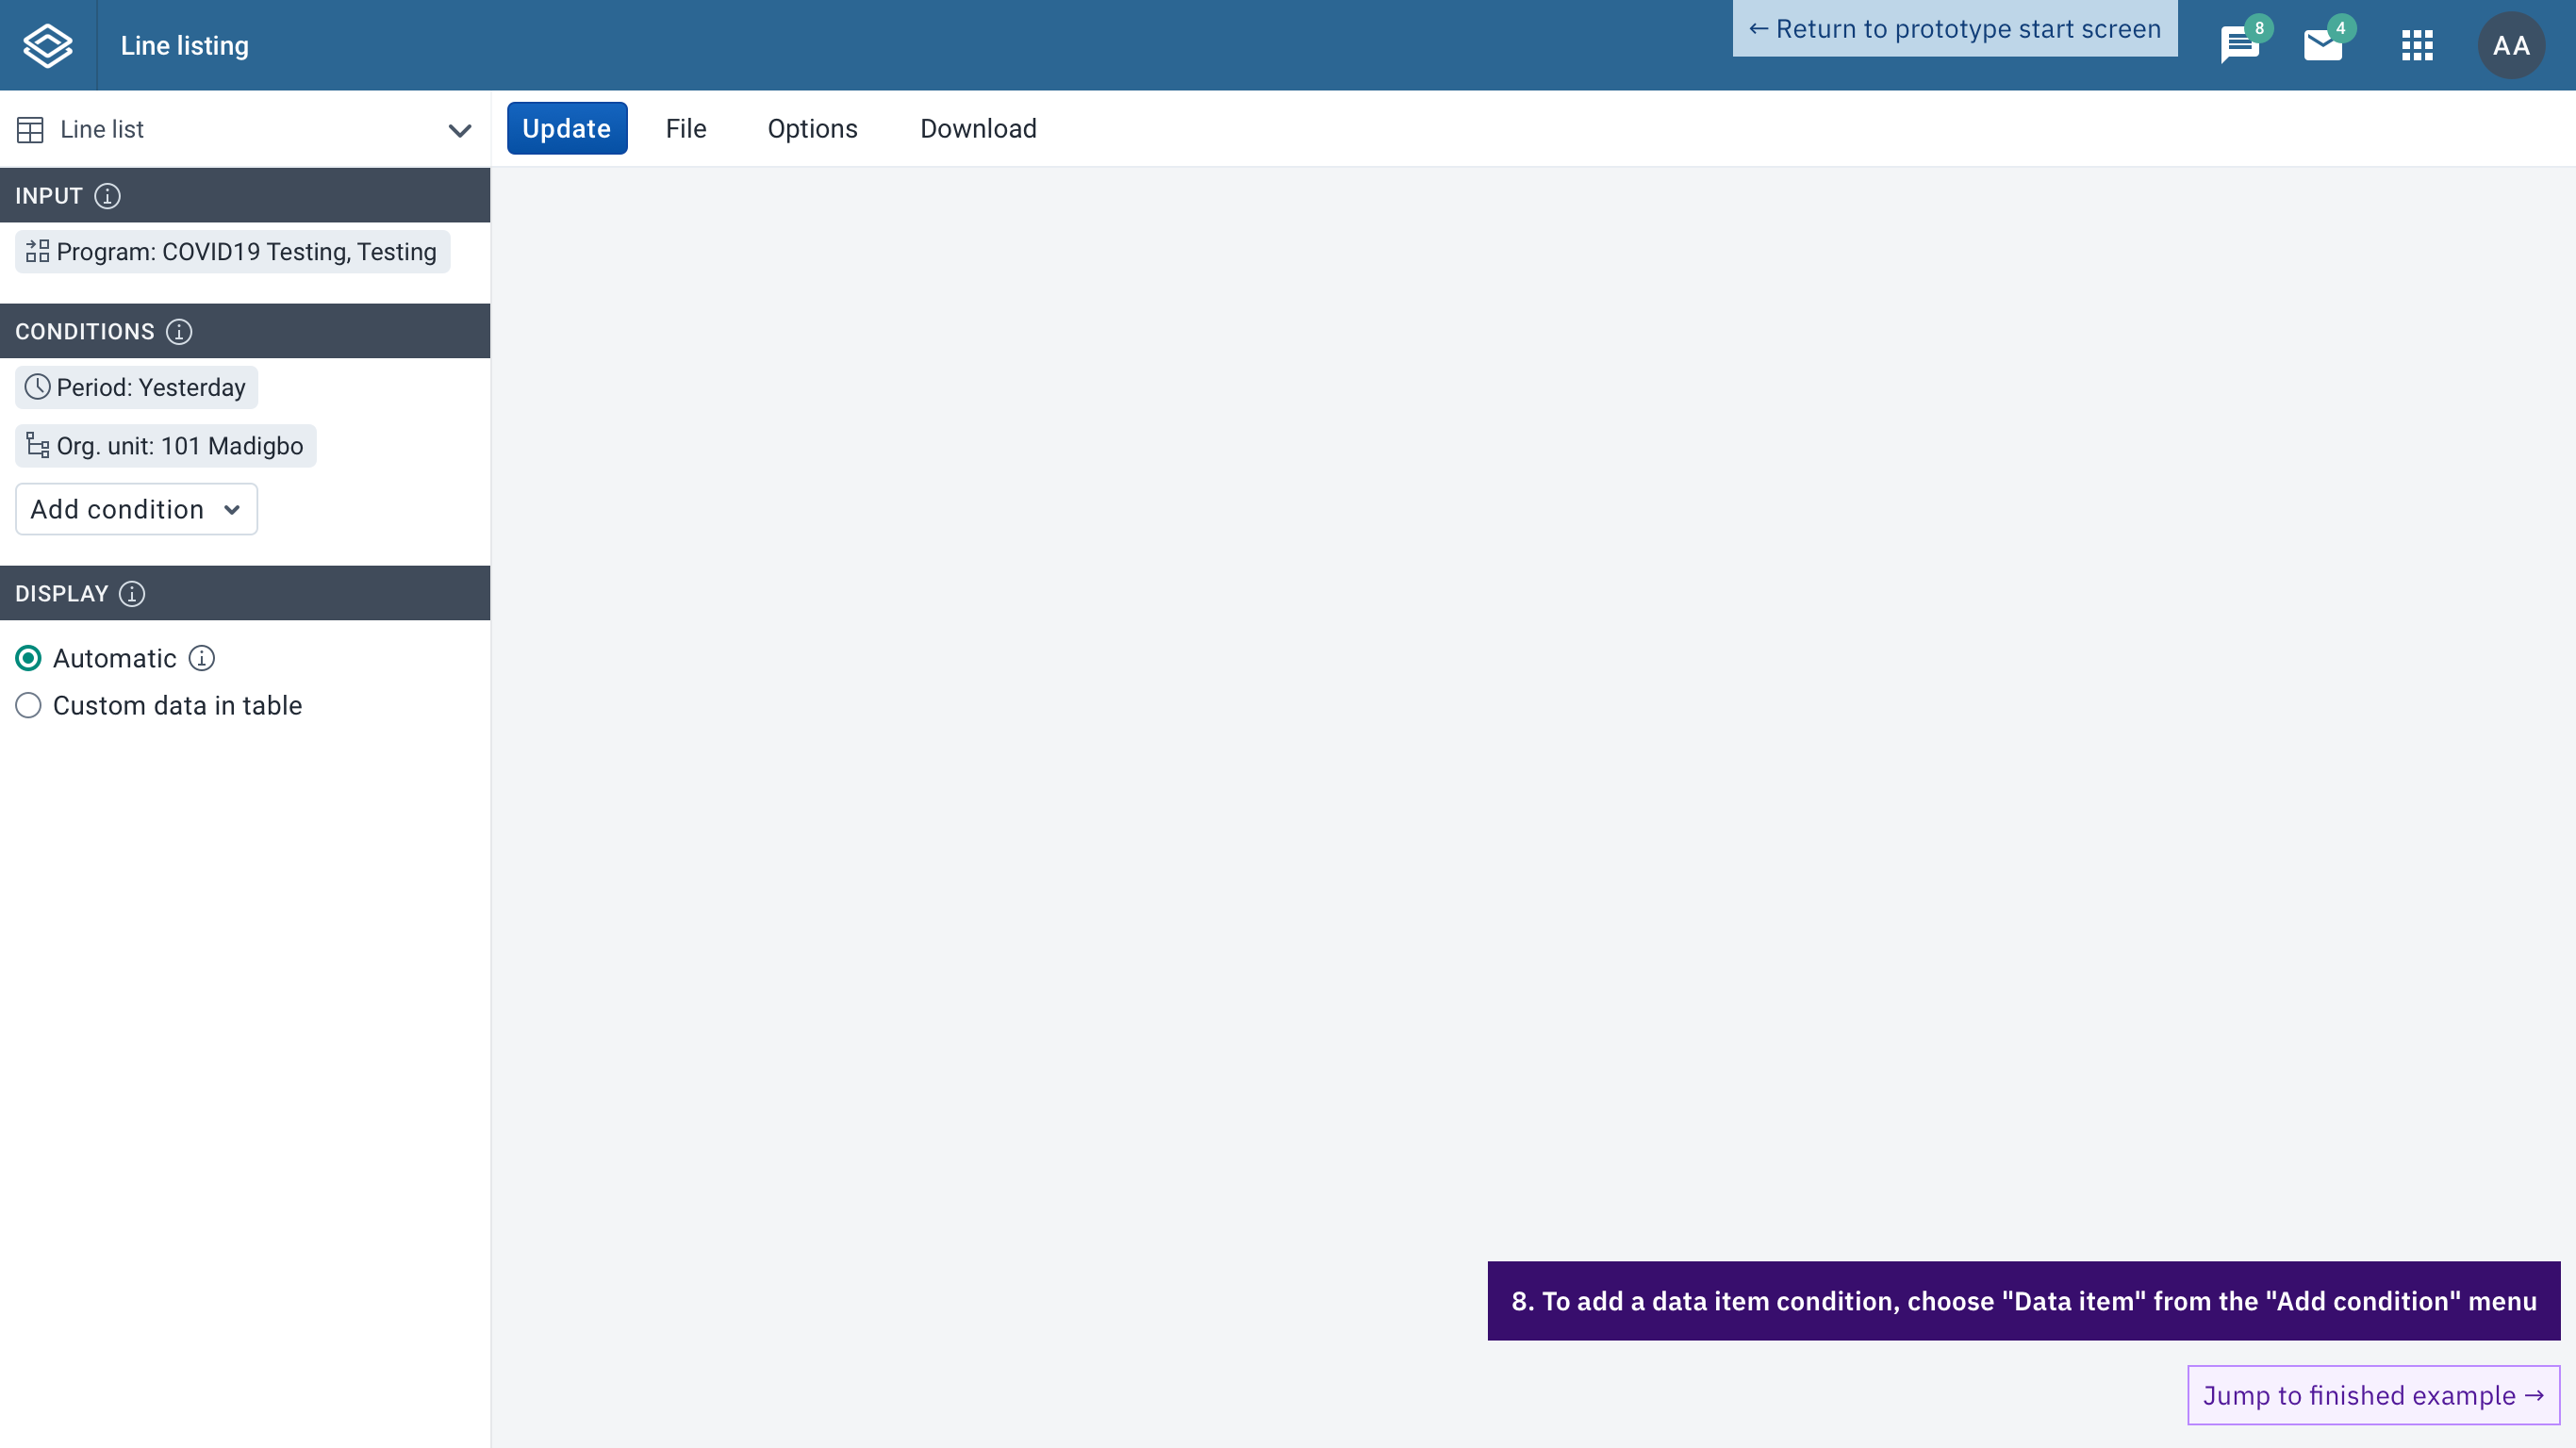 Line listing
← Return to prototype start screen
8
4
AA
Line list
Update
File
Options
Download
INPUT
Program: COVID19 Testing, Testing
CONDITIONS
Period: Yesterday
Org. unit: 101 Madigbo
Add condition
DISPLAY
Automatic
Custom data in table
8. To add a data item condition, choose "Data item" from the "Add condition" menu
Jump to finished example →